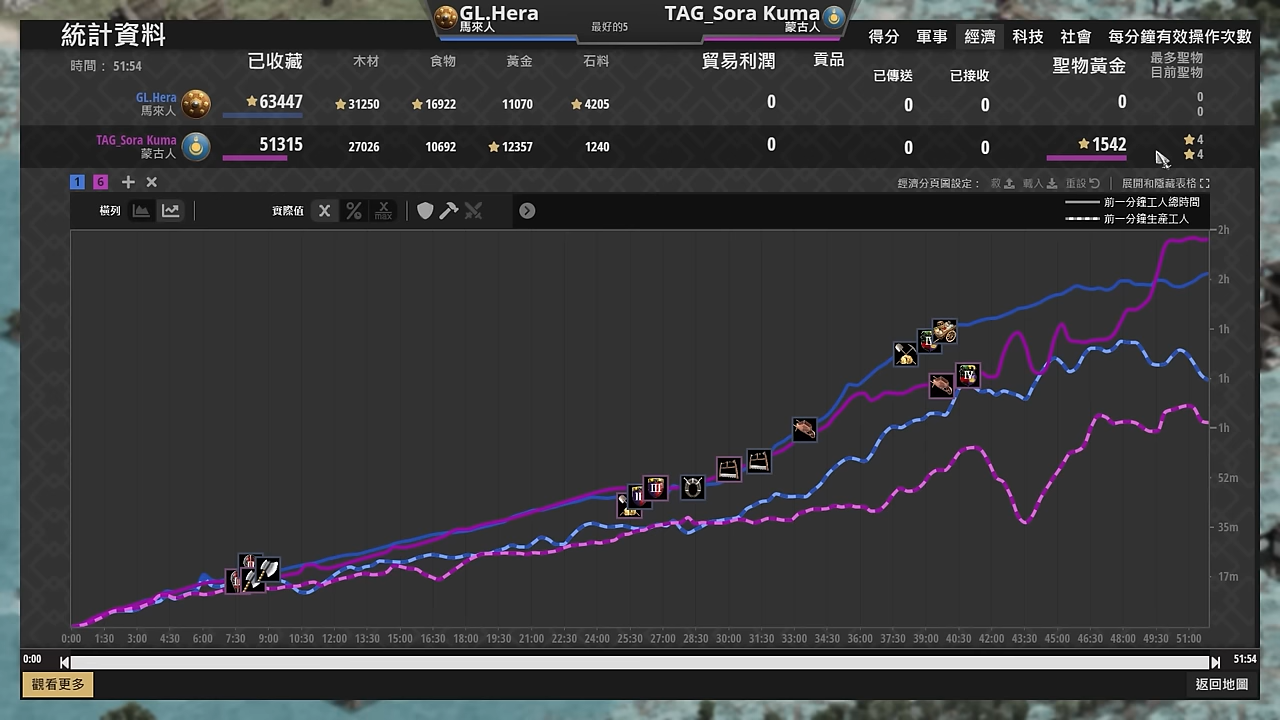 GL.Hera
馬來人
最好的5
TAG_Sora Kuma
蒙古人
統計資料
得分 軍事 經濟 科技 社會 每分鐘有效操作次數
時間： 51:54
已收藏 木材 食物 黃金 石料 貿易利潤 貢品 已傳送 已接收 聖物黃金 最多聖物 目前聖物
GL.Hera
馬來人
63447 31250 16922 11070 4205 0 0 0 0 0
0
TAG_Sora Kuma
蒙古人
51315 27026 10692 12357 1240 0 0 0 1542 4
4
1 6
經濟分頁圖設定： 載入 重設 展開和隱藏表格
橫列 實際值 X % X max
前一分鐘工人總時間
前一分鐘生產工人
2h
2h
1h
1h
1h
52m
35m
17m
0:00 1:30 3:00 4:30 6:00 7:30 9:00 10:30 12:00 13:30 15:00 16:30 18:00 19:30 21:00 22:30 24:00 25:30 27:00 28:30 30:00 31:30 33:00 34:30 36:00 37:30 39:00 40:30 42:00 43:30 45:00 46:30 48:00 49:30 51:00
0:00 51:54
觀看更多 返回地圖